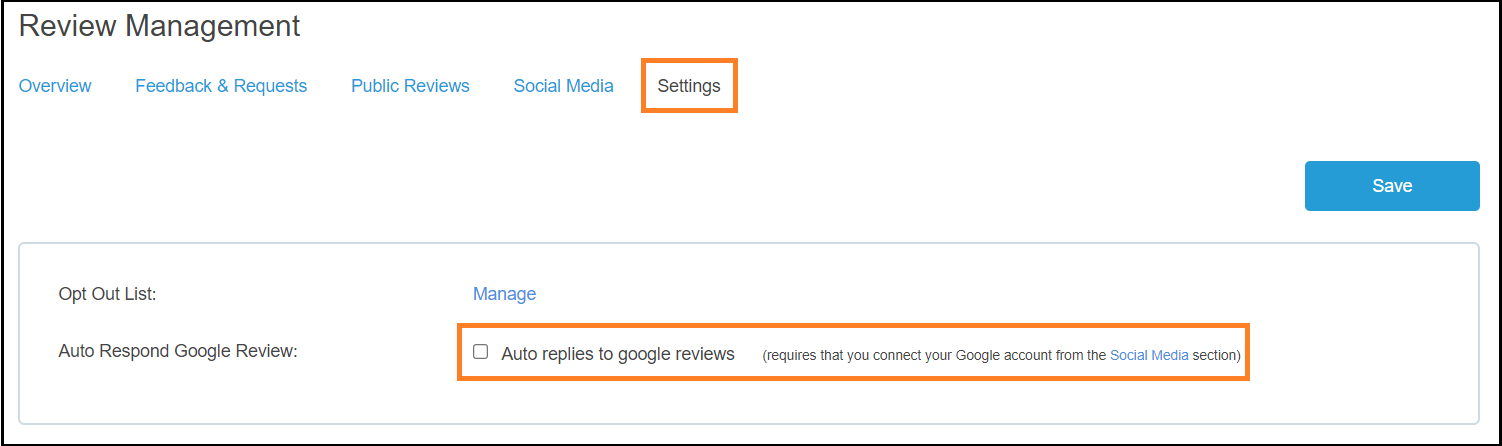 Review Management
Overview Feedback & Requests Public Reviews Social Media Settings
Save
Opt Out List: Manage
Auto Respond Google Review: Auto replies to google reviews (requires that you connect your Google account from the Social Media section)